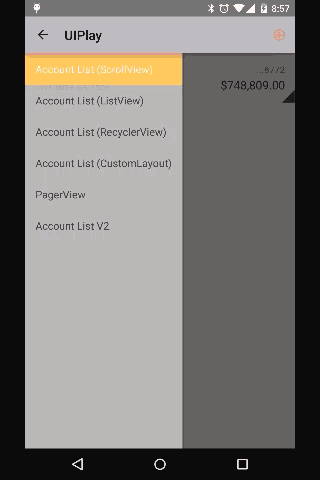 8:57
UIPlay
Account List (ScrollView)
$748,809.00
Account List (ListView)
Account List (RecyclerView)
Account List (CustomLayout)
PagerView
Account List V2